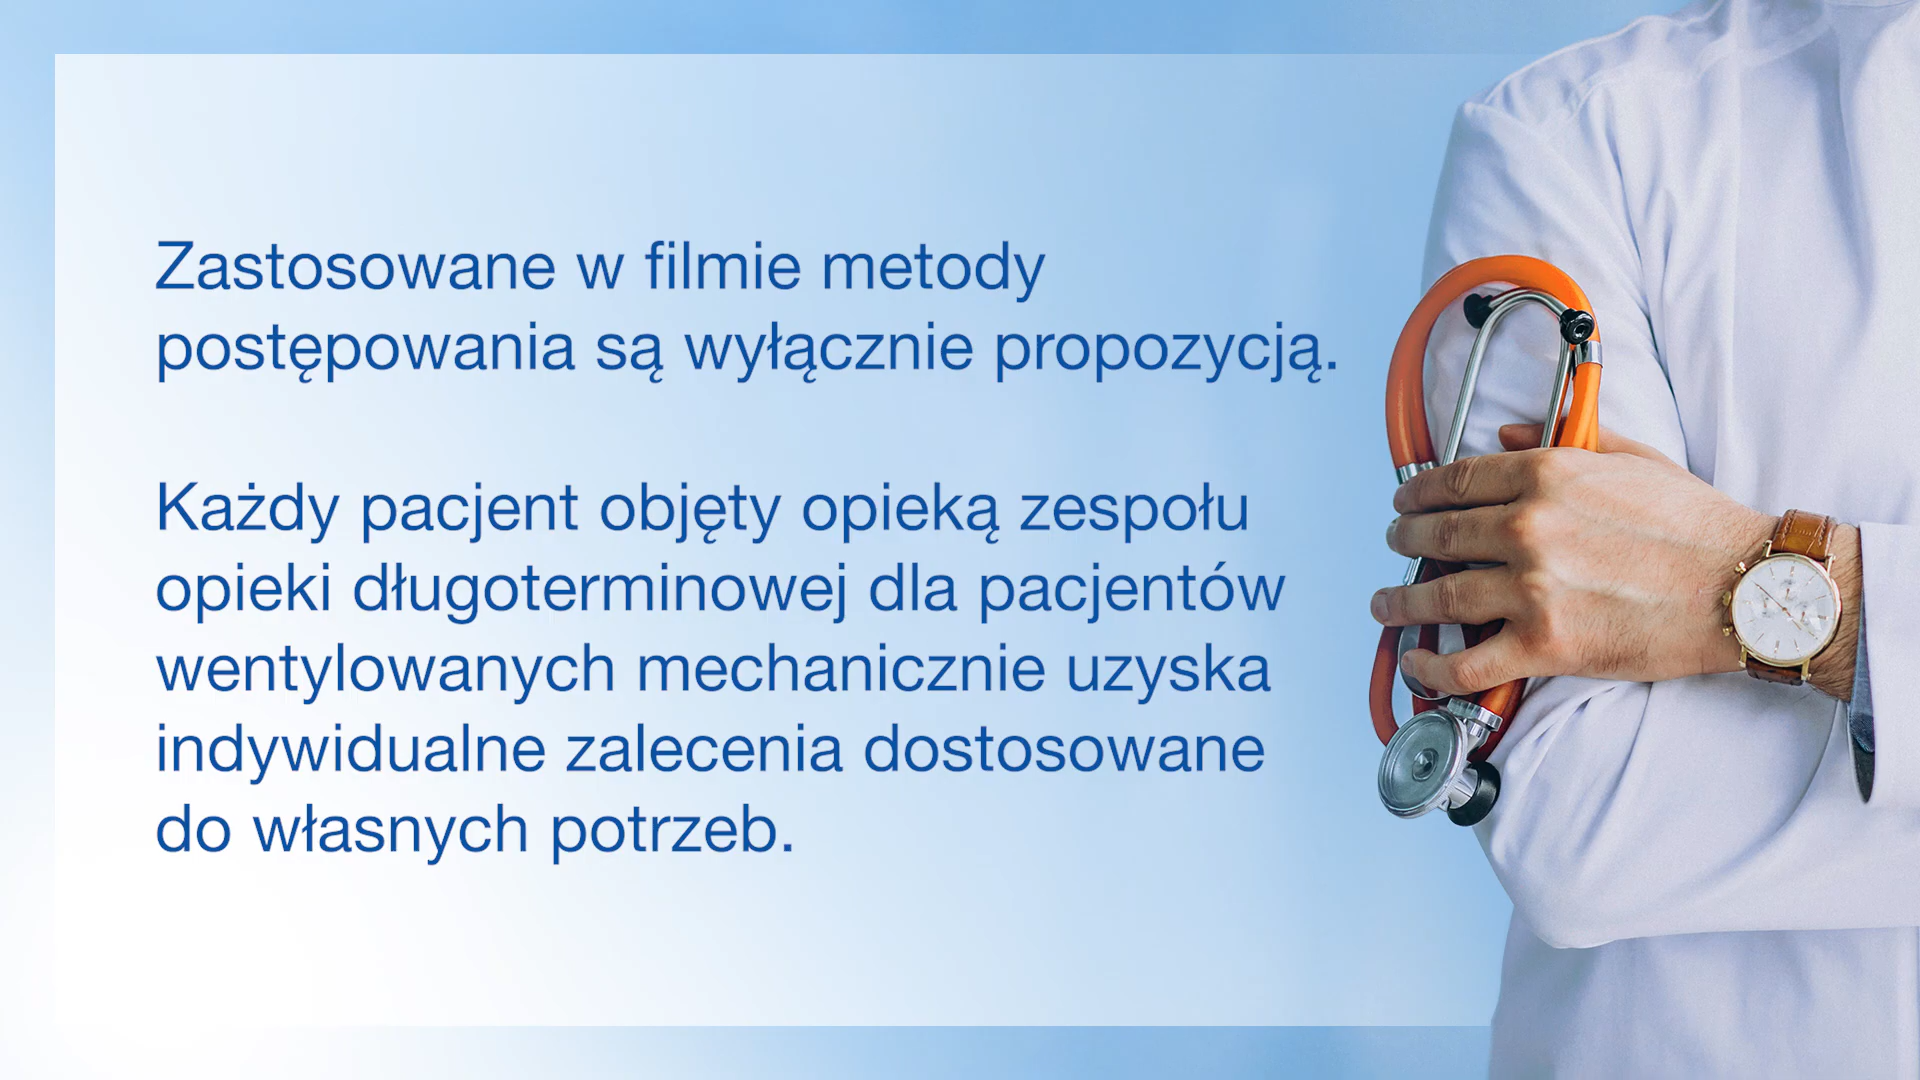 Zastosowane w filmie metody
postępowania są wyłącznie propozycją.
Każdy pacjent objęty opieką zespołu
opieki długoterminowej dla pacjentów
wentylowanych mechanicznie uzyska
indywidualne zalecenia dostosowane
do własnych potrzeb.